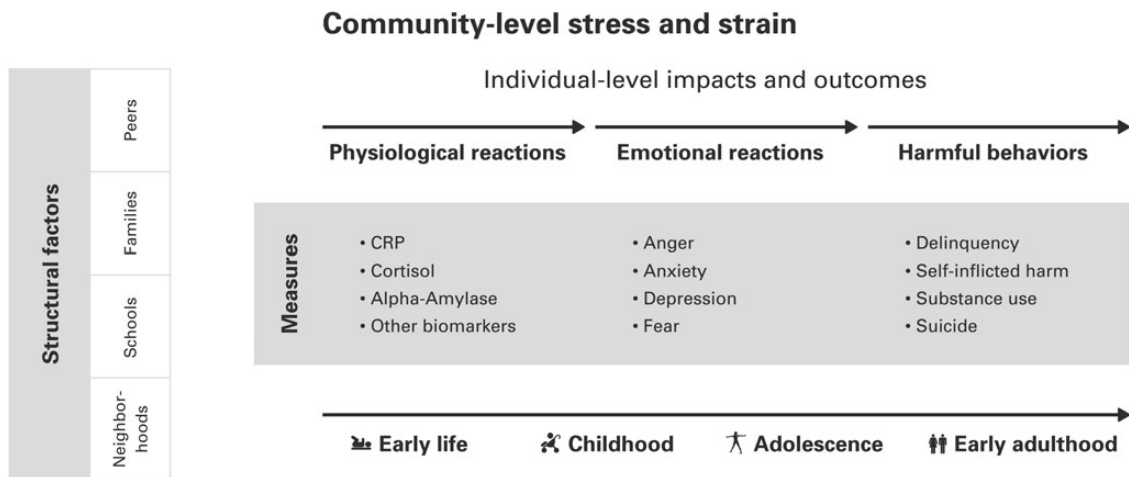 Community-level stress and strain
Individual-level impacts and outcomes
Physiological reactions
Emotional reactions
Harmful behaviors
Structural factors
Peers
Families
Schools
Neighbor-
hoods
Measures
• CRP
• Cortisol
• Alpha-Amylase
• Other biomarkers
• Anger
• Anxiety
• Depression
• Fear
• Delinquency
• Self-inflicted harm
• Substance use
• Suicide
Early life
Childhood
Adolescence
Early adulthood